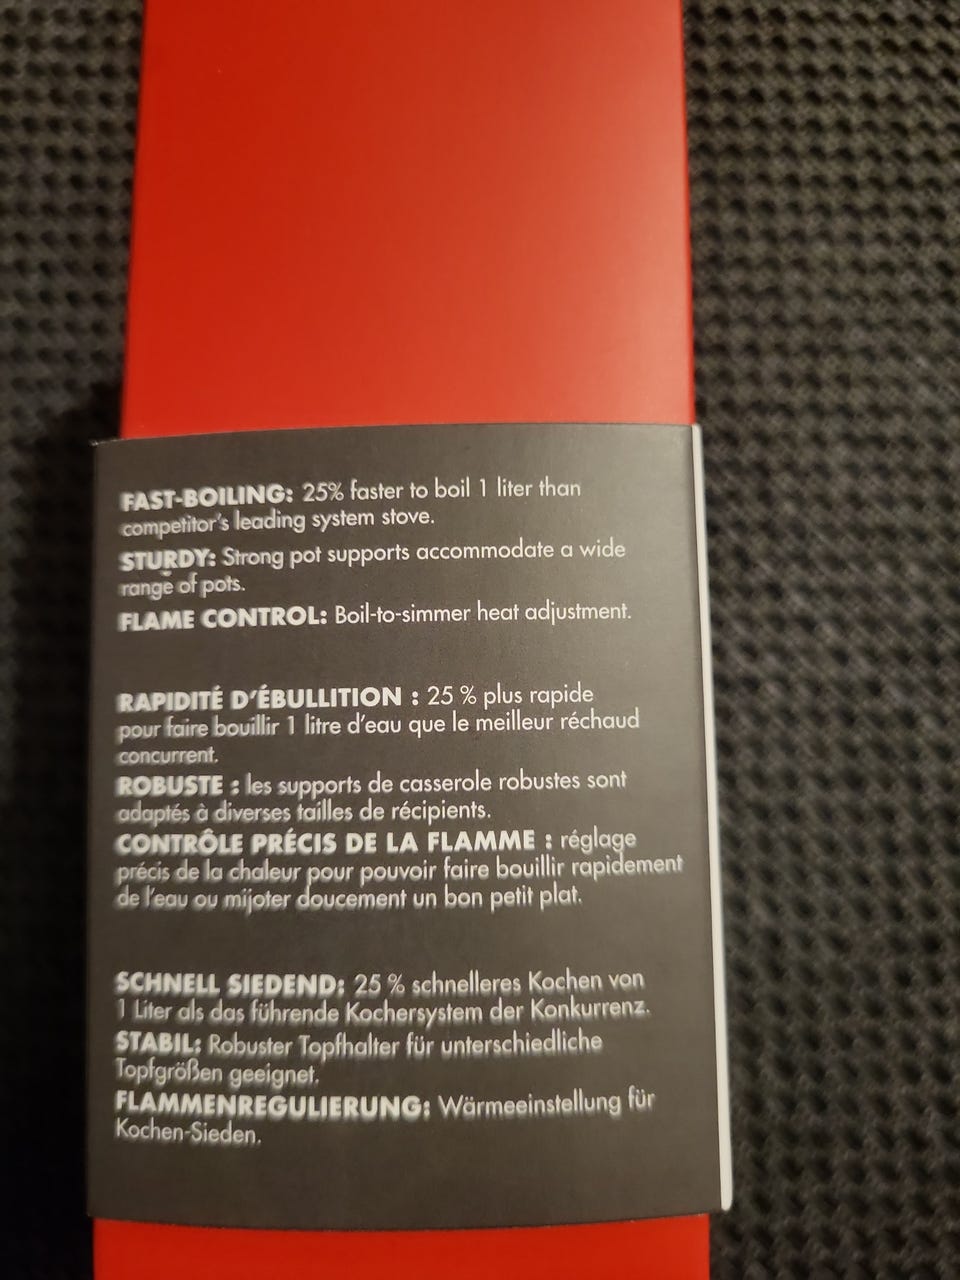 FAST-BOILING: 25% faster to boil 1 liter than
competitor's leading system stove.
STURDY: Strong pot supports accommodate a wide
range of pots.
FLAME CONTROL: Boil-to-simmer heat adjustment.
RAPIDITÉ D'ÉBULLITION : 25 % plus rapide
pour faire bouillir 1 litre d'eau que le meilleur réchaud
concurrent.
ROBUSTE : les supports de casserole robustes sont
adaptés à diverses tailles de récipients.
CONTRÔLE PRÉCIS DE LA FLAMME : réglage
précis de la chaleur pour pouvoir faire bouillir rapidement
de l'eau ou mijoter doucement un bon petit plat.
SCHNELL SIEDEND: 25 % schnelleres Kochen von
1 Liter als das führende Kochersystem der Konkurrenz.
STABIL: Robuster Topfhalter für unterschiedliche
Topfgrößen geeignet.
FLAMMENREGULIERUNG: Wärmeeinstellung für
Kochen-Sieden.